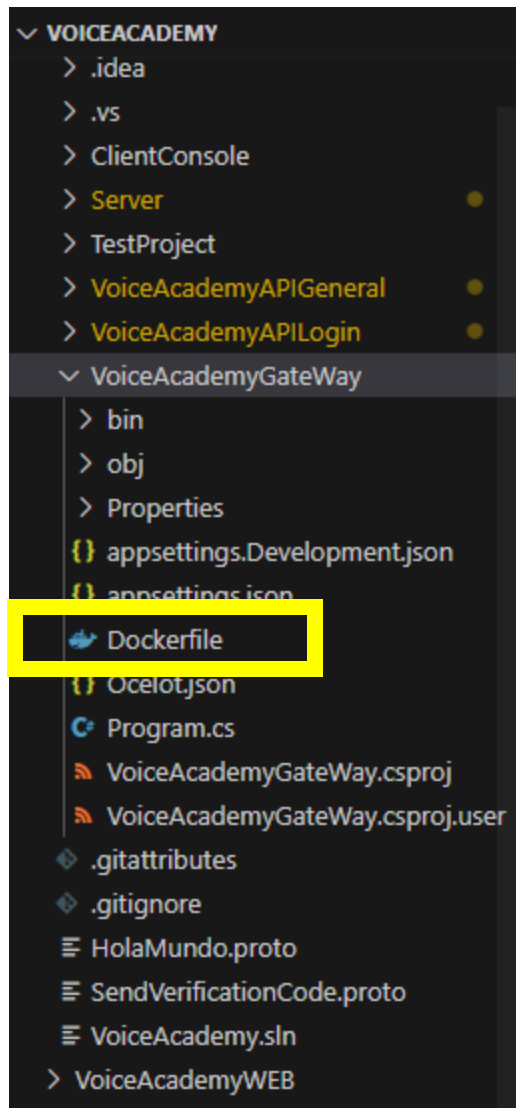 VOICEACADEMY
.idea
.vs
ClientConsole
Server
TestProject
VoiceAcademyAPIGeneral
VoiceAcademyAPILogin
VoiceAcademyGateWay
bin
obj
Properties
{} appsettings.Development.json
{} appsettings.json
Dockerfile
{} Ocelot.json
C# Program.cs
VoiceAcademyGateWay.csproj
VoiceAcademyGateWay.csproj.user
.gitattributes
.gitignore
HolaMundo.proto
SendVerificationCode.proto
VoiceAcademy.sln
VoiceAcademyWEB